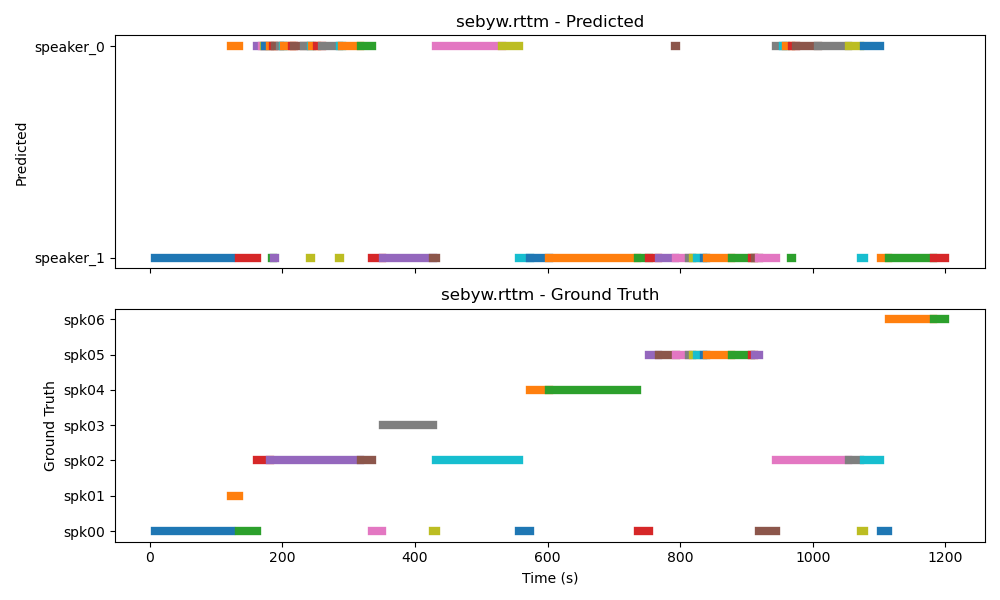 sebyw.rttm - Predicted
speaker_0
Predicted
speaker_1
sebyw.rttm - Ground Truth
spk06
spk05
spk04
Ground Truth
spk03
spk02
spk01
spk00
0 200 400 600 800 1000 1200
Time (s)